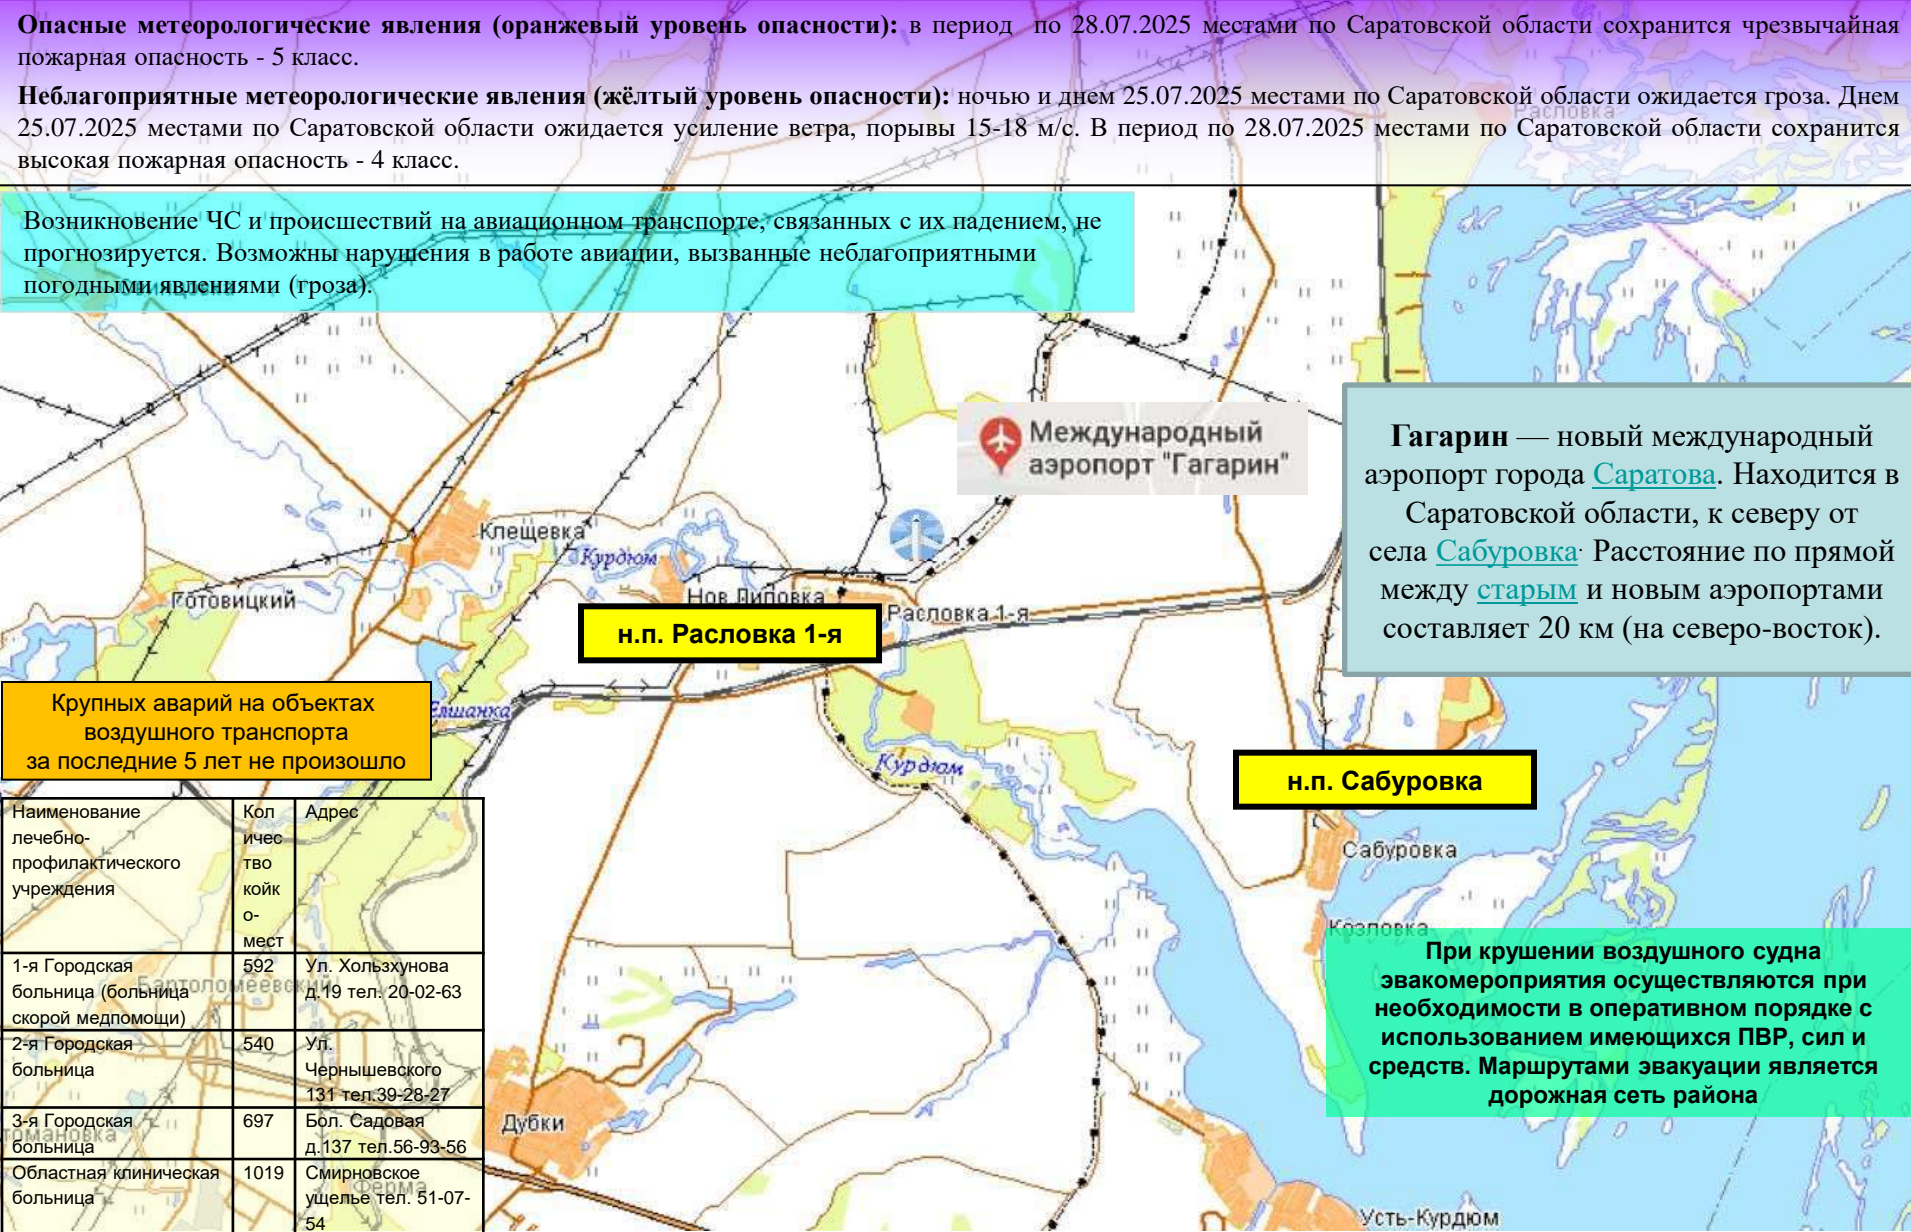 Опасные метеорологические явления (оранжевый уровень опасности): в период по 28.07.2025 местами по Саратовской области сохранится чрезвычайная
пожарная опасность - 5 класс.
Неблагоприятные метеорологические явления (жёлтый уровень опасности): ночью и днем 25.07.2025 местами по Саратовской области ожидается гроза. Днем
25.07.2025 местами по Саратовской области ожидается усиление ветра, порывы 15-18 м/с. В период по 28.07.2025 местами по Саратовской области сохранится
высокая пожарная опасность - 4 класс.
Расловка
Возникновение ЧС и происшествий на авиационном транспорте, связанных с их падением, не
прогнозируется. Возможны нарушения в работе авиации, вызванные неблагоприятными
погодными явлениями (гроза).
Международный
аэропорт "Гагарин"
Гагарин — новый международный
аэропорт города Саратова. Находится в
Саратовской области, к северу от
села Сабуровка. Расстояние по прямой
между старым и новым аэропортами
составляет 20 км (на северо-восток).
Клещевка
Курдюм
Готовицкий
Нов.Липовка
Расловка 1-я
н.п. Расловка 1-я
Елшанка
Крупных аварий на объектах
воздушного транспорта
за последние 5 лет не произошло
Курдюм
н.п. Сабуровка
Сабуровка
Козловка
При крушении воздушного судна
эвакомероприятия осуществляются при
необходимости в оперативном порядке с
использованием имеющихся ПВР, сил и
средств. Маршрутами эвакуации является
дорожная сеть района
Наименование
лечебно-
профилактического
учреждения
Кол
ичес
тво
койк
о-
мест
Адрес
1-я Городская
больница (больница
скорой медпомощи)
592
Ул. Хользхунова
д.19 тел. 20-02-63
Бартоломеевский
2-я Городская
больница
540
Ул.
Чернышевского
131 тел.39-28-27
3-я Городская
больница
697
Бол. Садовая
д.137 тел.56-93-56
Областная клиническая
больница
1019
Смирновское
ущелье тел. 51-07-
54
Ферма
Дубки
Усть-Курдюм